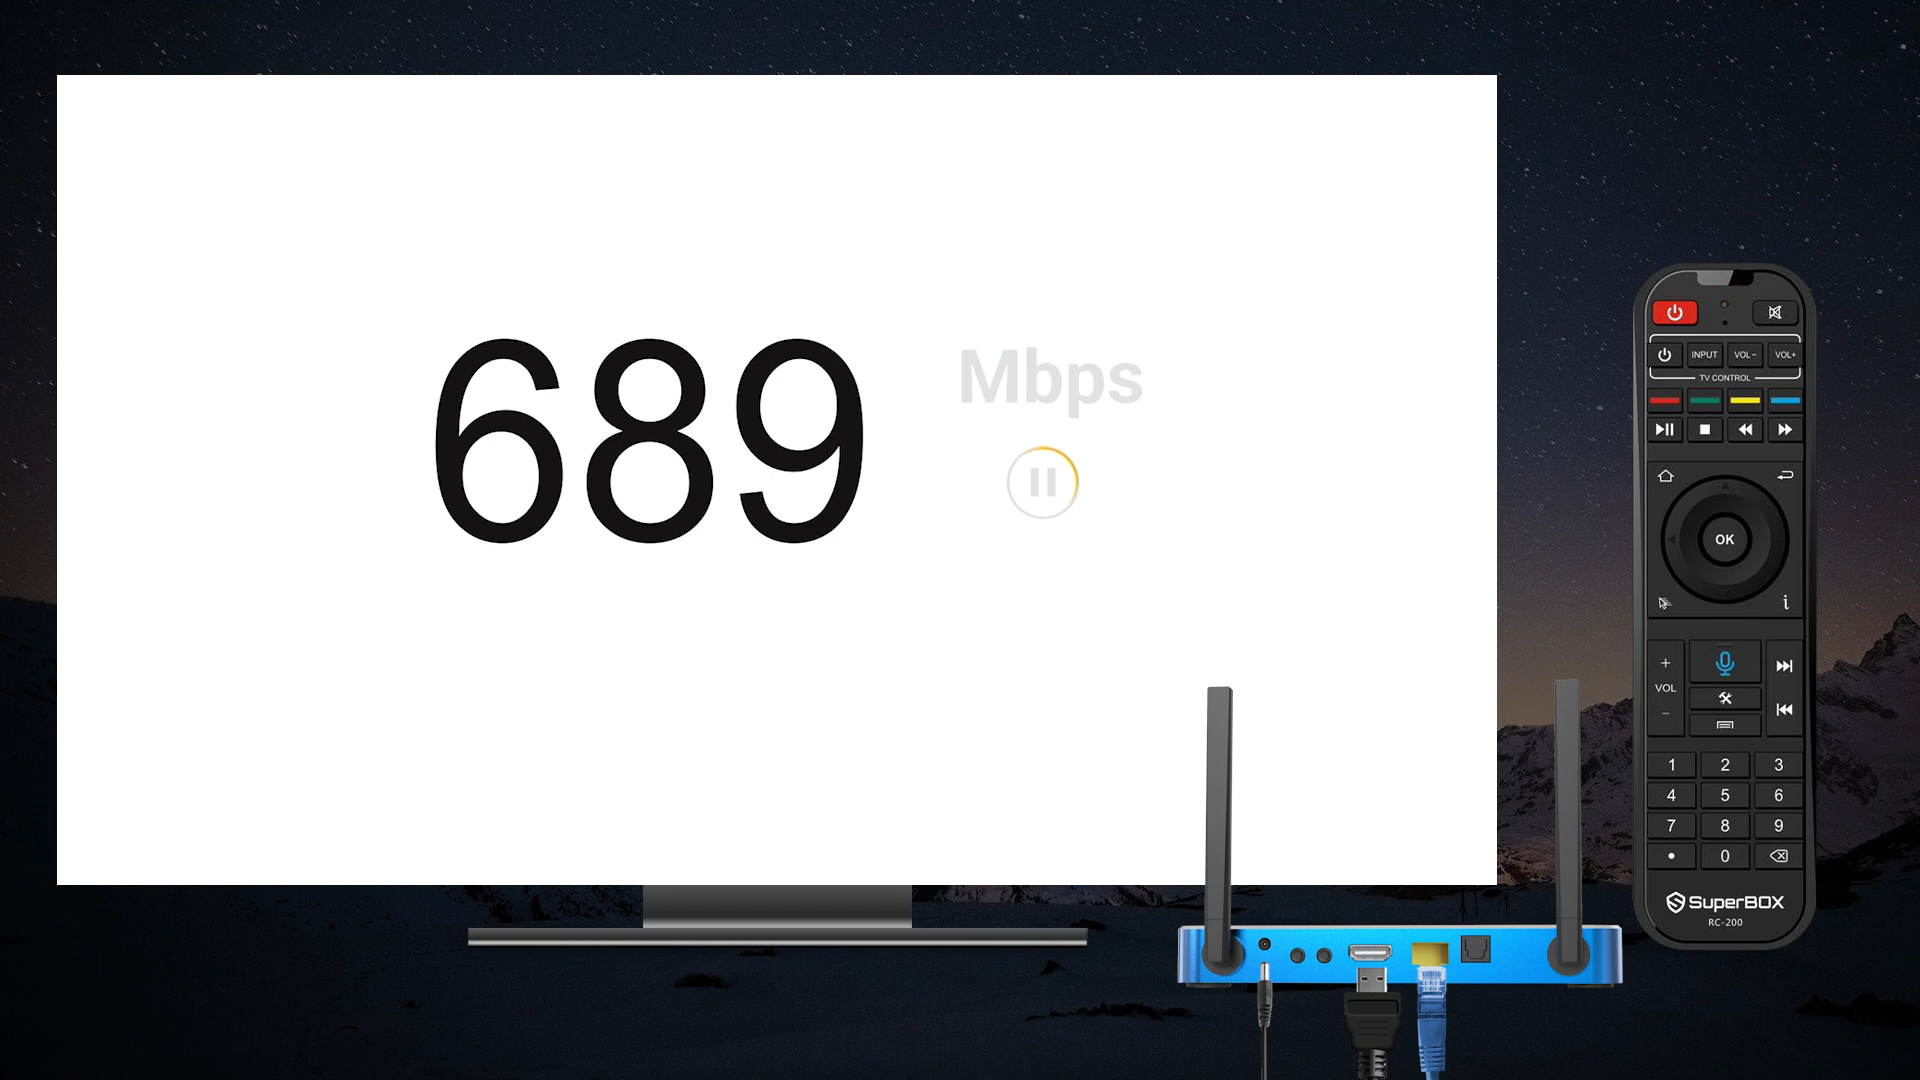 689
Mbps
INPUT
VOL-
VOL+
TV CONTROL
OK
i
+
VOL
-
1
2
3
4
5
6
7
8
9
0
SuperBOX
RC-200